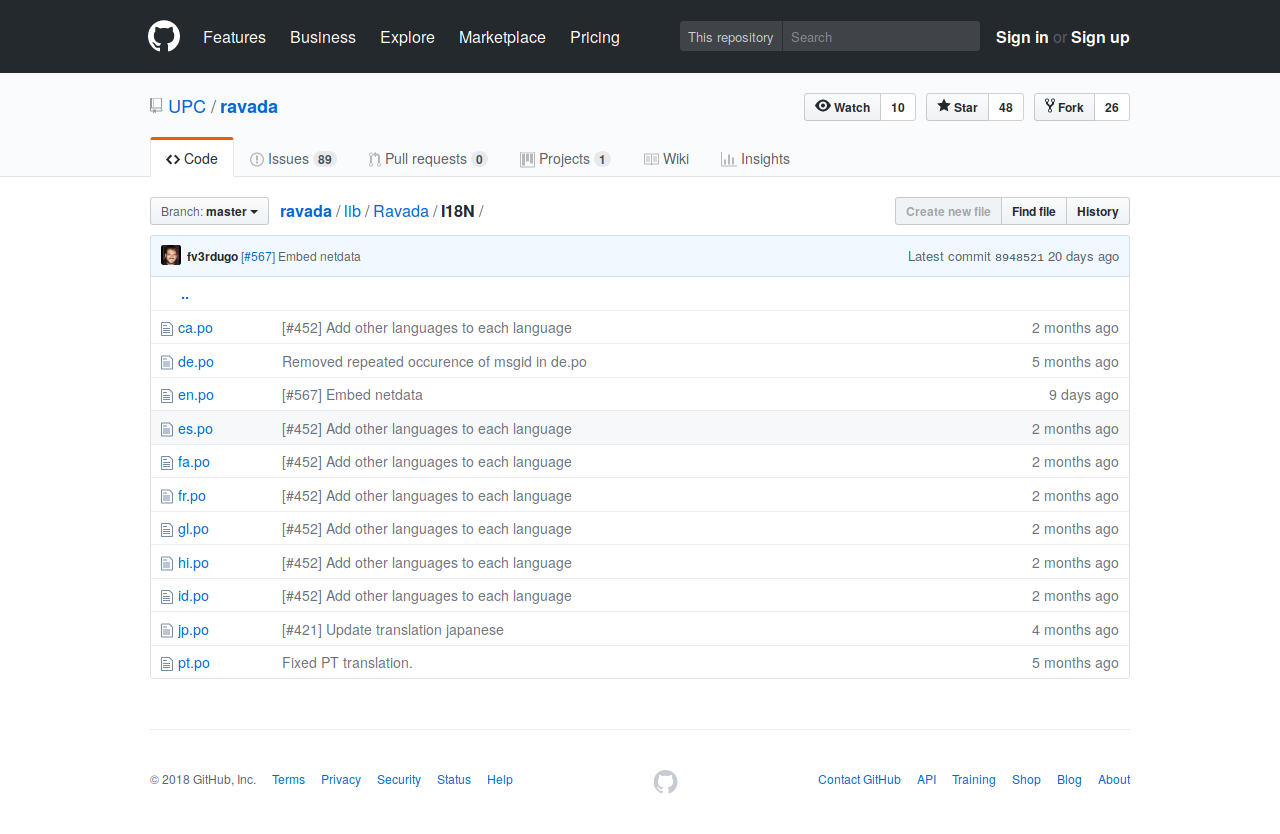 Features Business Explore Marketplace Pricing This repository Search Sign in or Sign up
UPC / ravada Watch 10 Star 48 Fork 26
Code Issues 89 Pull requests 0 Projects 1 Wiki Insights
Branch: master ravada / lib / Ravada / I18N / Create new file Find file History
fv3rdugo [#567] Embed netdata Latest commit 8948521 20 days ago
..
ca.po [#452] Add other languages to each language 2 months ago
de.po Removed repeated occurence of msgid in de.po 5 months ago
en.po [#567] Embed netdata 9 days ago
es.po [#452] Add other languages to each language 2 months ago
fa.po [#452] Add other languages to each language 2 months ago
fr.po [#452] Add other languages to each language 2 months ago
gl.po [#452] Add other languages to each language 2 months ago
hi.po [#452] Add other languages to each language 2 months ago
id.po [#452] Add other languages to each language 2 months ago
jp.po [#421] Update translation japanese 4 months ago
pt.po Fixed PT translation. 5 months ago
© 2018 GitHub, Inc. Terms Privacy Security Status Help Contact GitHub API Training Shop Blog About